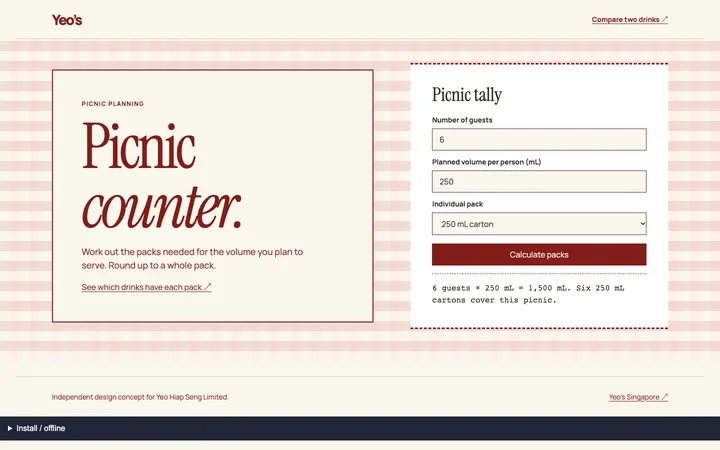 Yeo's
Compare two drinks ↗
PICNIC PLANNING
Picnic
counter.
Work out the packs needed for the volume you plan to
serve. Round up to a whole pack.
See which drinks have each pack ↗
Picnic tally
Number of guests
6
Planned volume per person (mL)
250
Individual pack
250 mL carton
Calculate packs
6 guests × 250 mL = 1,500 mL. Six 250 mL
cartons cover this picnic.
Independent design concept for Yeo Hiap Seng Limited.
Yeo's Singapore ↗
Install / offline